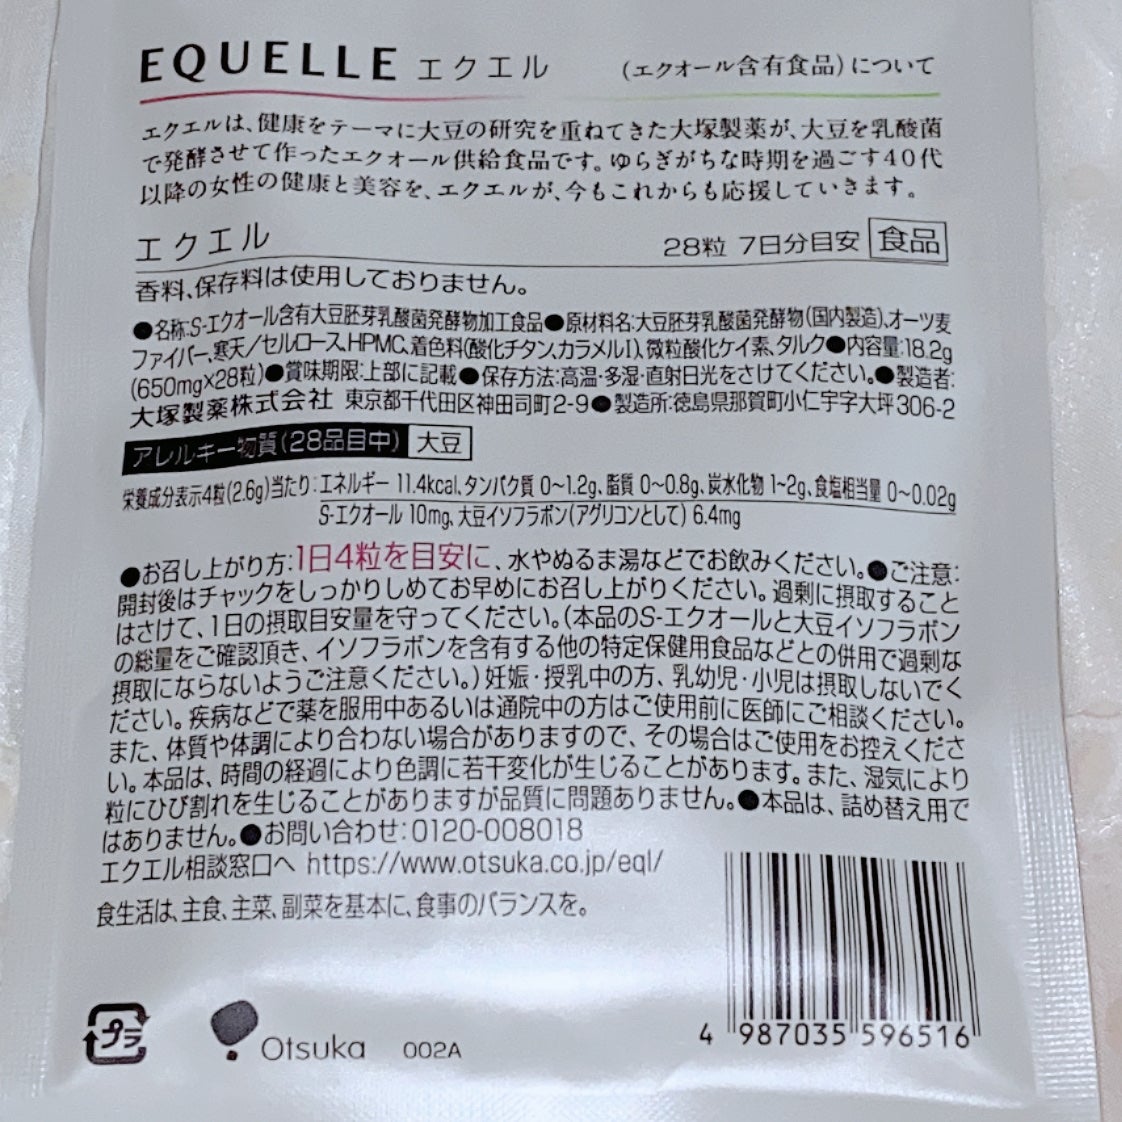 EQUELLE エクエル (エクオール含有食品)について
エクエルは、健康をテーマに大豆の研究を重ねてきた大塚製薬が、大豆を乳酸菌
で発酵させて作ったエクオール供給食品です。ゆらぎがちな時期を過ごす40代
以降の女性の健康と美容を、エクエルが、今もこれからも応援していきます。
エクエル 28粒 7日分目安 食品
香料、保存料は使用しておりません。
●名称:S-エクオール含有大豆胚芽乳酸菌発酵物加工食品●原材料名:大豆胚芽乳酸菌発酵物(国内製造)、オーツ麦
ファイバー、寒天/セルロース、HPMC、着色料(酸化チタン、カラメルI)、微粒酸化ケイ素、タルク●内容量:18.2g
(650mg×28粒)●賞味期限:上部に記載●保存方法:高温・多湿・直射日光をさけてください。●製造者:
大塚製薬株式会社 東京都千代田区神田司町2-9●製造所:徳島県那賀町小仁宇字大坪306-2
アレルギー物質(28品目中) 大豆
栄養成分表示4粒(2.6g)当たり:エネルギー 11.4kcal、タンパク質 0~1.2g、脂質 0~0.8g、炭水化物 1~2g、食塩相当量 0~0.02g
S-エクオール 10mg、大豆イソフラボン(アグリコンとして) 6.4mg
●お召し上がり方:1日4粒を目安に、水やぬるま湯などでお飲みください。●ご注意:
開封後はチャックをしっかりしめてお早めにお召し上がりください。過剰に摂取すること
はさけて、1日の摂取目安量を守ってください。(本品のS-エクオールと大豆イソフラボン
の総量をご確認頂き、イソフラボンを含有する他の特定保健用食品などとの併用で過剰な
摂取にならないようご注意ください。)妊娠・授乳中の方、乳幼児・小児は摂取しないでく
ださい。疾病などで薬を服用中あるいは通院中の方はご使用前に医師にご相談ください。
また、体質や体調により合わない場合がありますので、その場合はご使用をお控えくださ
い。本品は、時間の経過により色調に若干変化が生じることがあります。また、湿気により
粒にひび割れを生じることがありますが品質に問題ありません。●本品は、詰め替え用で
はありません。●お問い合わせ:0120-008018
エクエル相談窓口へ https://www.otsuka.co.jp/eql/
食生活は、主食、主菜、副菜を基本に、食事のバランスを。
プラ Otsuka 002A
4 987035 596516